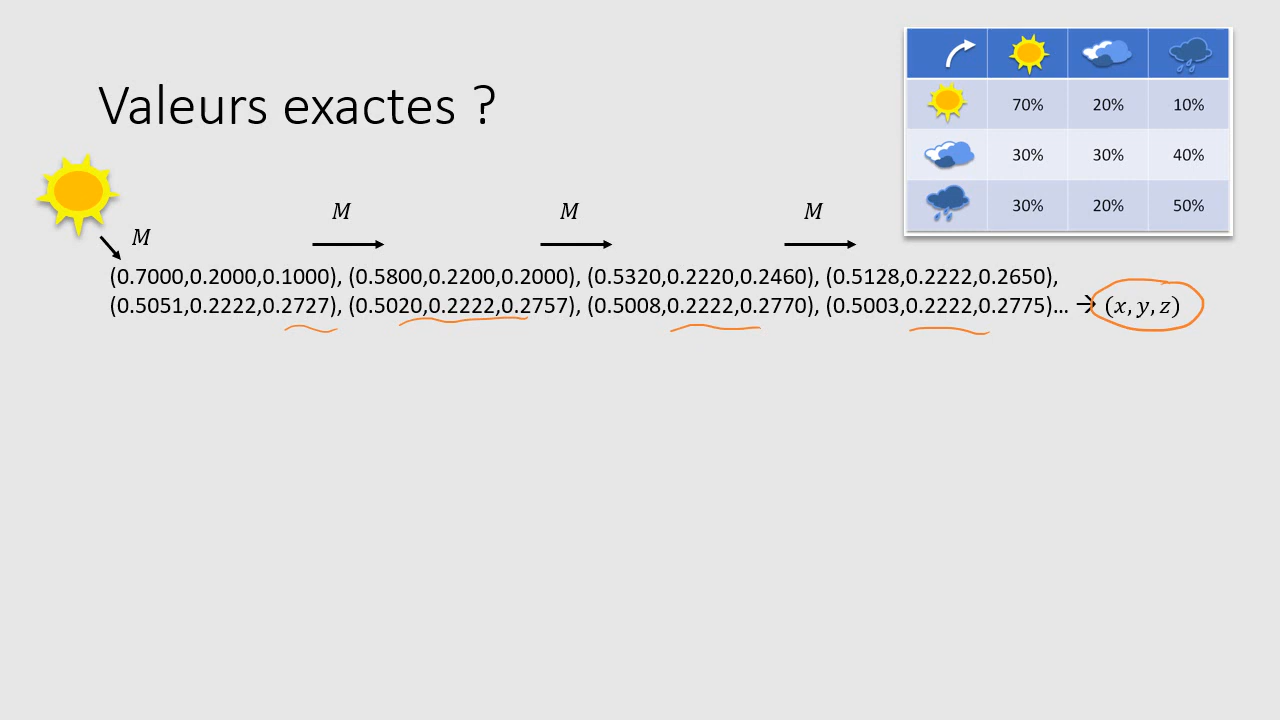 Valeurs exactes ?
70% 20% 10%
30% 30% 40%
30% 20% 50%
M M M M
(0.7000,0.2000,0.1000), (0.5800,0.2200,0.2000), (0.5320,0.2220,0.2460), (0.5128,0.2222,0.2650),
(0.5051,0.2222,0.2727), (0.5020,0.2222,0.2757), (0.5008,0.2222,0.2770), (0.5003,0.2222,0.2775)... → (x, y, z)